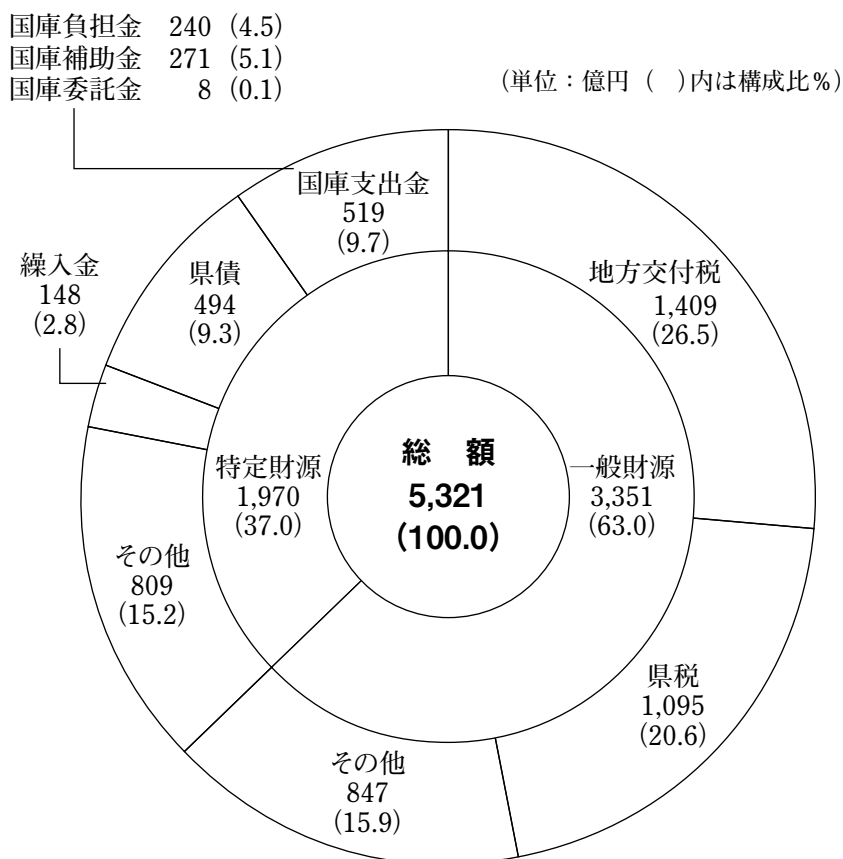 国庫負担金 240 (4.5)
国庫補助金 271 (5.1)
国庫委託金 8 (0.1)
(単位:億円 ( )内は構成比%)
国庫支出金
519
(9.7)
地方交付税
1,409
(26.5)
繰入金
148
(2.8)
県債
494
(9.3)
総 額
5,321
(100.0)
特定財源
1,970
(37.0)
一般財源
3,351
(63.0)
その他
809
(15.2)
県税
1,095
(20.6)
その他
847
(15.9)